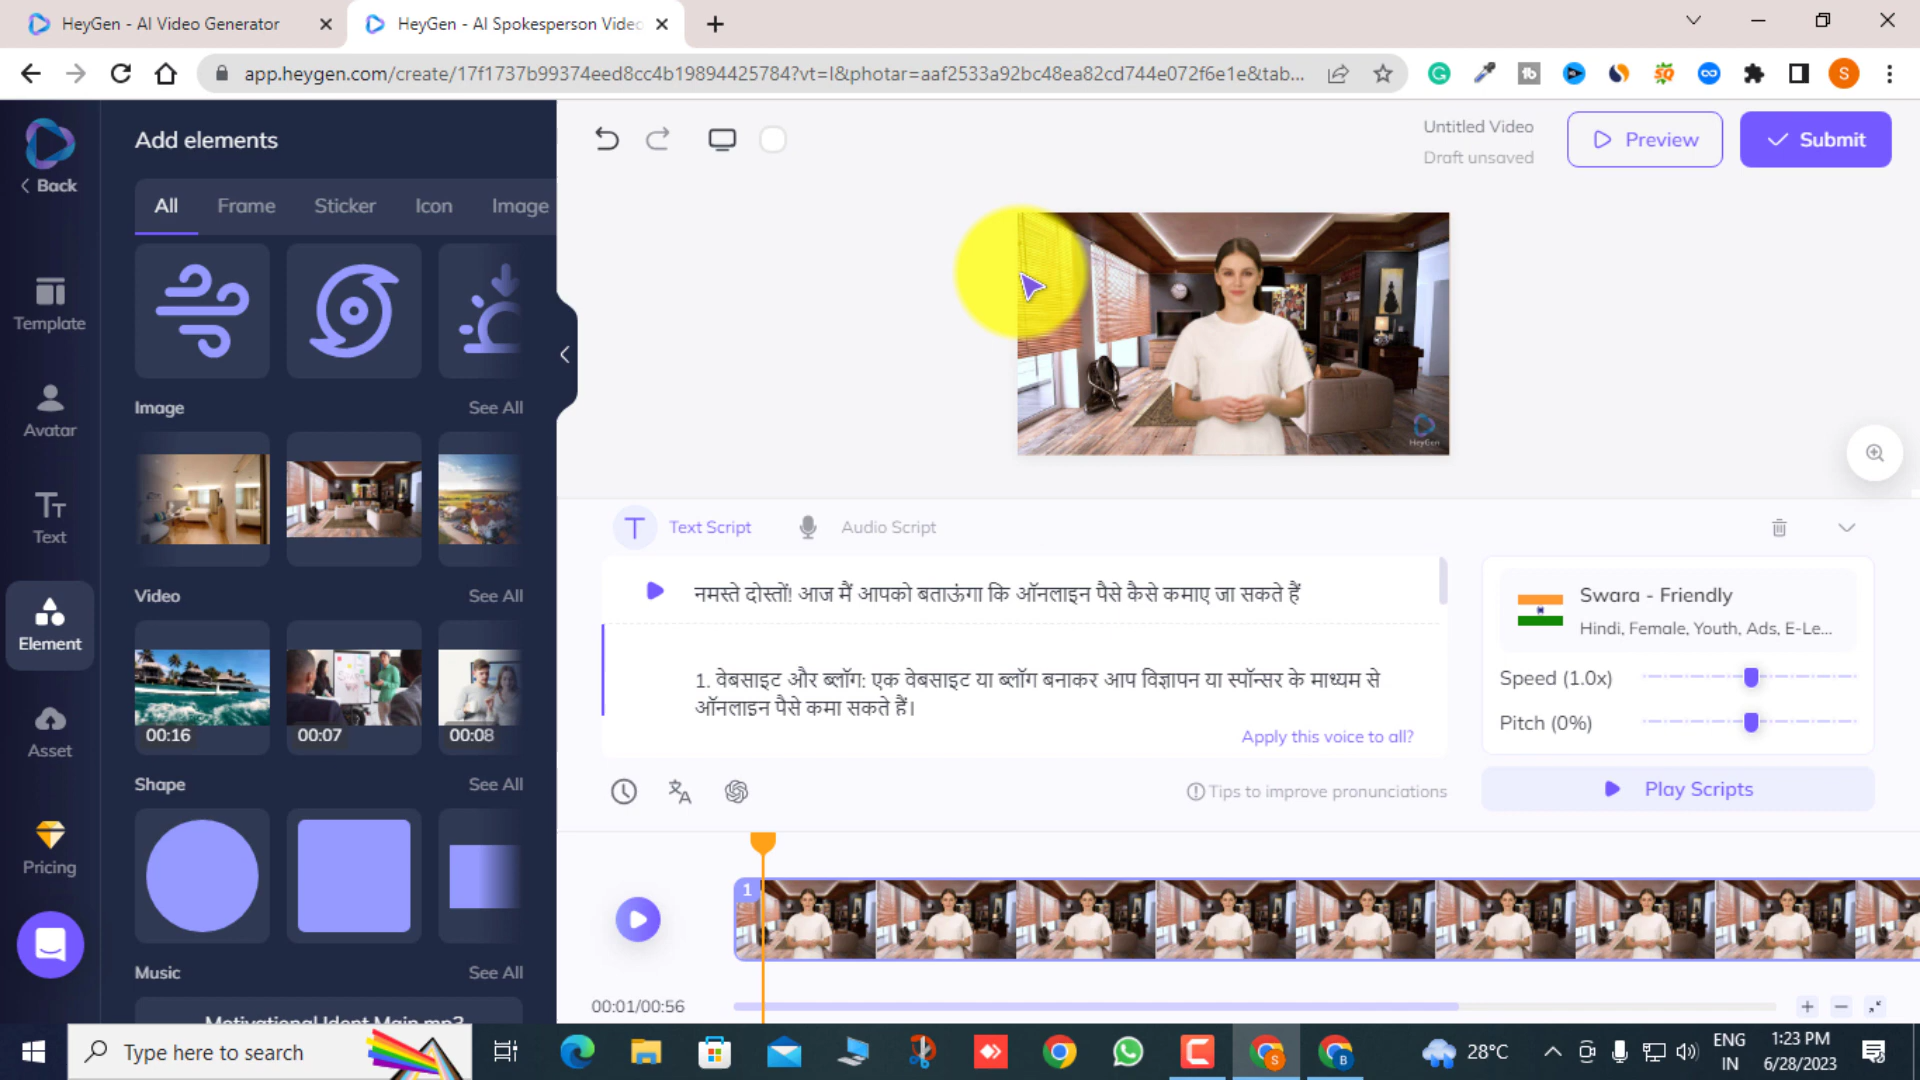 HeyGen - AI Video Generator
HeyGen - AI Spokesperson Video
app.heygen.com/create/17f1737b99374eed8cc4b19894425784?vt=l&photar=aaf2533a92bc48ea82cd744e072f6e1e&tab...
S
Back
Add elements
All Frame Sticker Icon Image
Template
Avatar
Text
Element
Asset
Pricing
Image See All
Video See All
00:16 00:07 00:08
Shape See All
Music See All
Motivational Ident Main.mp3
Untitled Video
Draft unsaved
Preview
Submit
HeyGen
Text Script Audio Script
नमस्ते दोस्तों! आज मैं आपको बताऊंगा कि ऑनलाइन पैसे कैसे कमाए जा सकते हैं
1. वेबसाइट और ब्लॉग: एक वेबसाइट या ब्लॉग बनाकर आप विज्ञापन या स्पॉन्सर के माध्यम से
ऑनलाइन पैसे कमा सकते हैं।
Apply this voice to all?
Tips to improve pronunciations
Swara - Friendly
Hindi, Female, Youth, Ads, E-Le...
Speed (1.0x)
Pitch (0%)
Play Scripts
1
00:01/00:56
Type here to search
28°C
ENG
IN
1:23 PM
6/28/2023